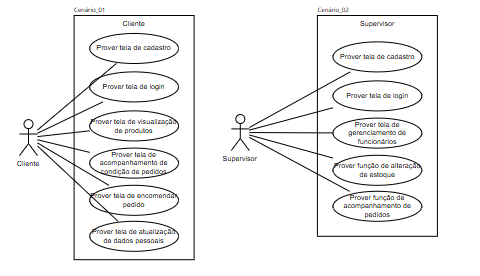 Cenário_01
Cliente
Prover tela de cadastro
Prover tela de login
Prover tela de visualização
de produtos
Prover tela de
acompanhamento de
condição de pedidos
Prover tela de encomendar
pedido
Prover tela de atualização
de dados pessoais
Cliente
Cenário_02
Supervisor
Prover tela de cadastro
Prover tela de login
Prover tela de
gerenciamento de
funcionários
Prover função de alteração
de estoque
Prover função de
acompanhamento de
pedidos
Supervisor